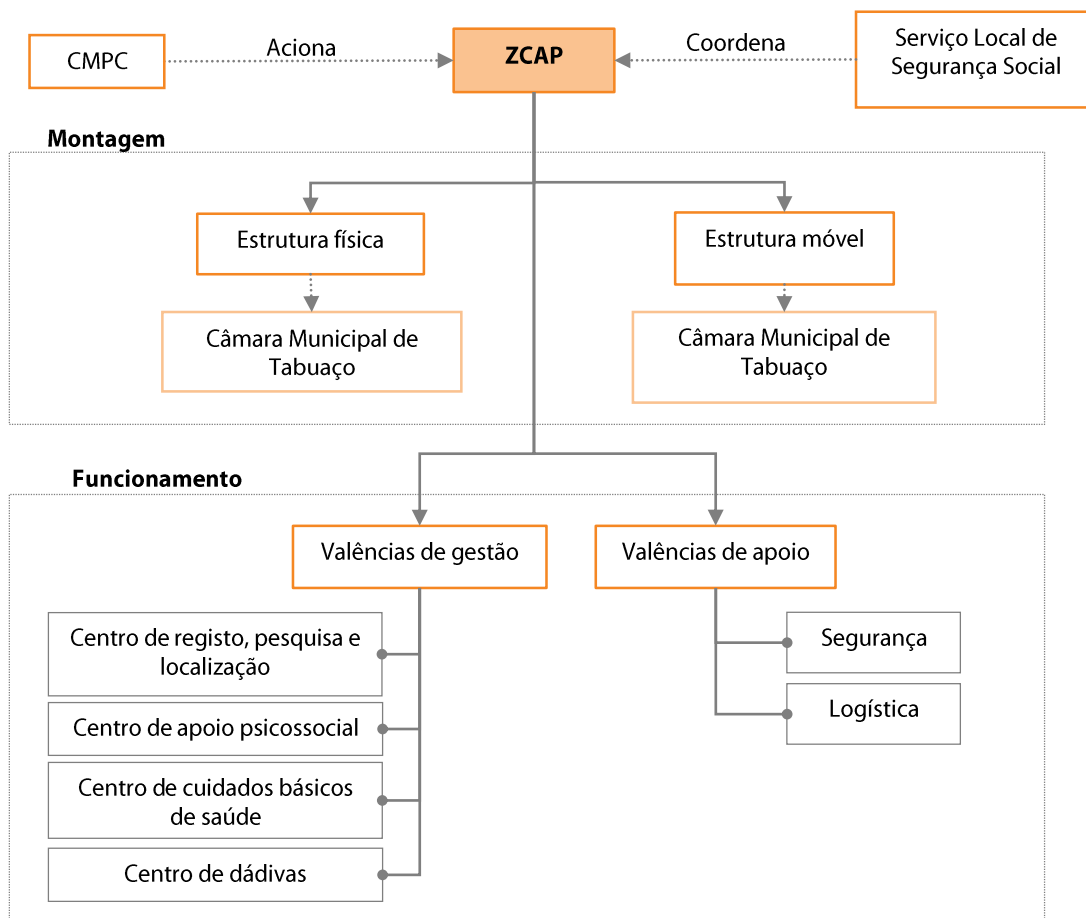 CMPC
Aciona
ZCAP
Coordena
Serviço Local de
Segurança Social
Montagem
Estrutura física
Estrutura móvel
Câmara Municipal de
Tabuaço
Câmara Municipal de
Tabuaço
Funcionamento
Valências de gestão
Valências de apoio
Centro de registo, pesquisa e
localização
Centro de apoio psicossocial
Centro de cuidados básicos
de saúde
Centro de dádivas
Segurança
Logística